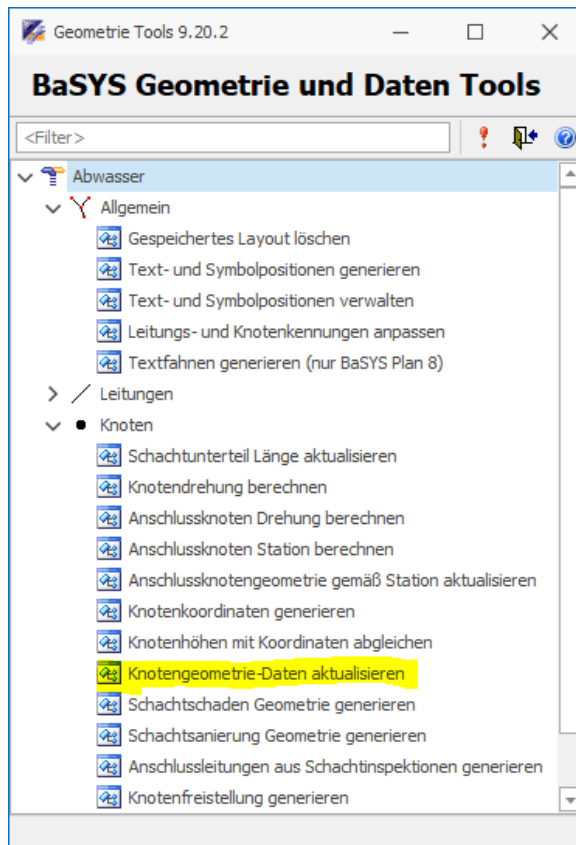 Geometrie Tools 9.20.2
BaSYS Geometrie und Daten Tools
<Filter>
Abwasser
Allgemein
Gespeichertes Layout löschen
Text- und Symbolpositionen generieren
Text- und Symbolpositionen verwalten
Leitungs- und Knotenkennungen anpassen
Textfahnen generieren (nur BaSYS Plan 8)
Leitungen
Knoten
Schachtunterteil Länge aktualisieren
Knotendrehung berechnen
Anschlussknoten Drehung berechnen
Anschlussknoten Station berechnen
Anschlussknotengeometrie gemäß Station aktualisieren
Knotenkoordinaten generieren
Knotenhöhen mit Koordinaten abgleichen
Knotengeometrie-Daten aktualisieren
Schachtschaden Geometrie generieren
Schachtsanierung Geometrie generieren
Anschlussleitungen aus Schachtinspektionen generieren
Knotenfreistellung generieren